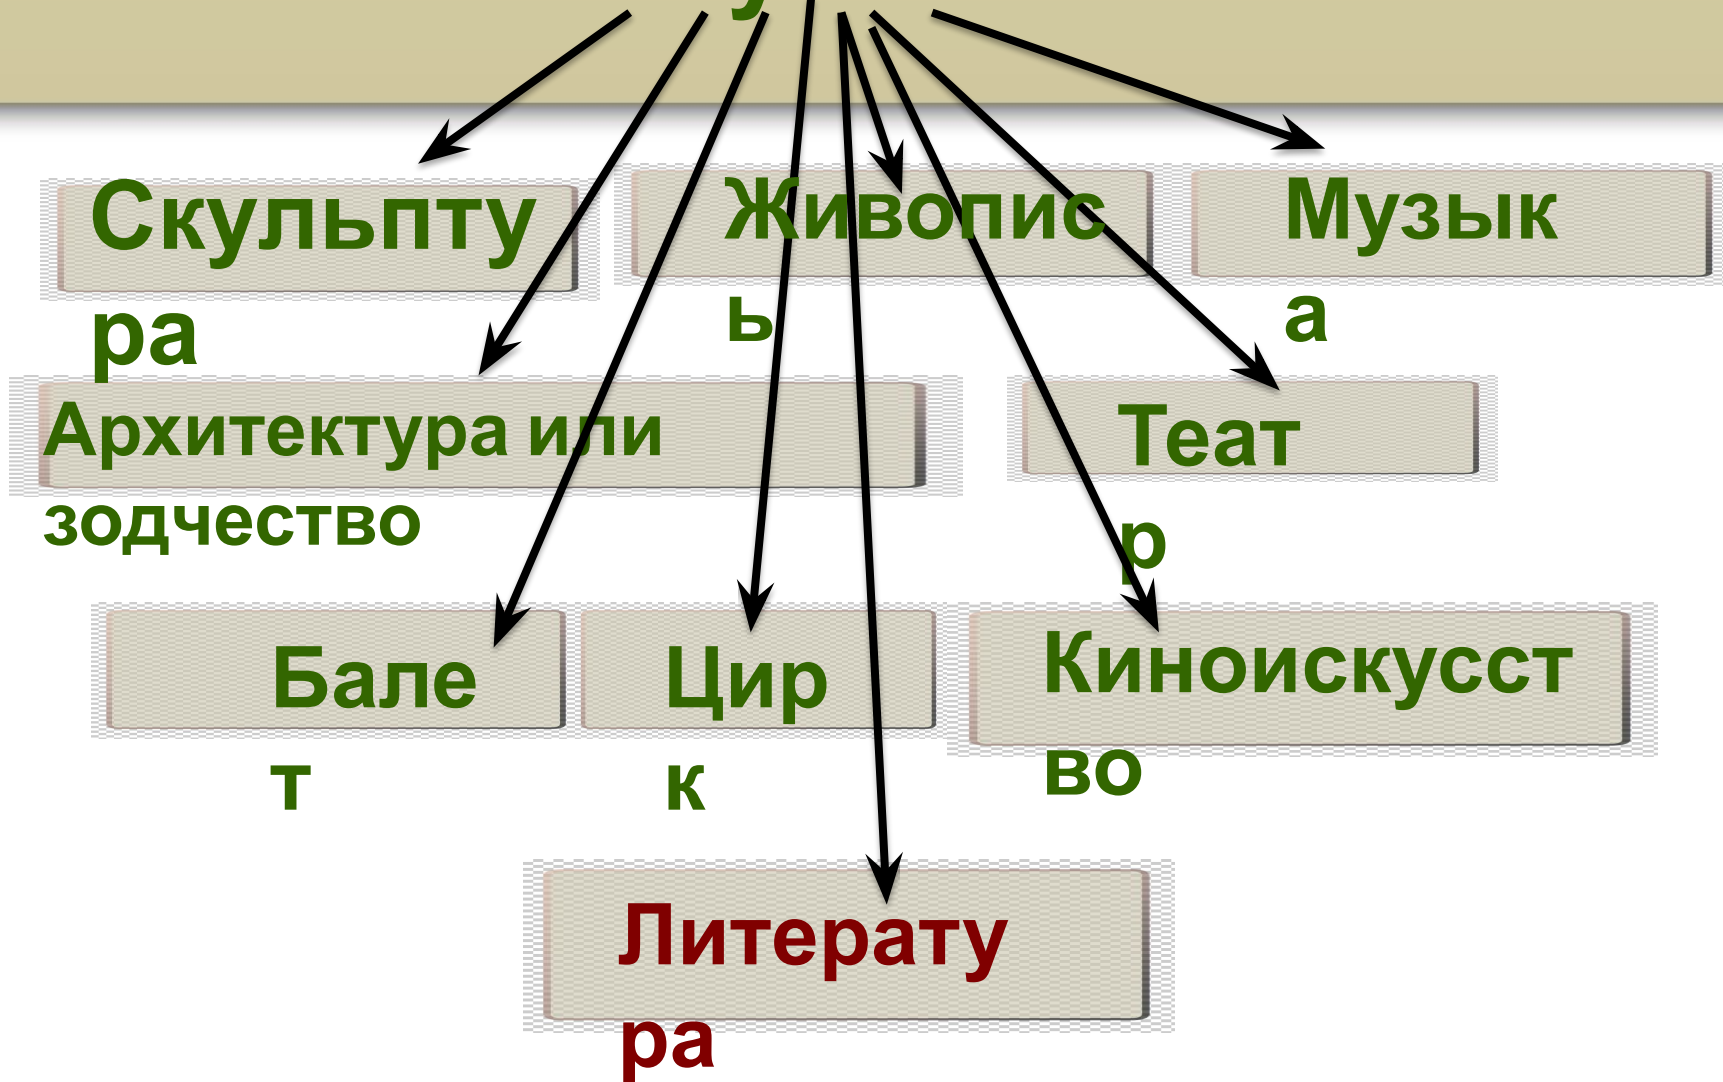 Скульпту
ра
Живопис
ь
Музык
а
Архитектура или
зодчество
Теат
р
Бале
т
Цир
к
Киноискусст
во
Литерату
ра